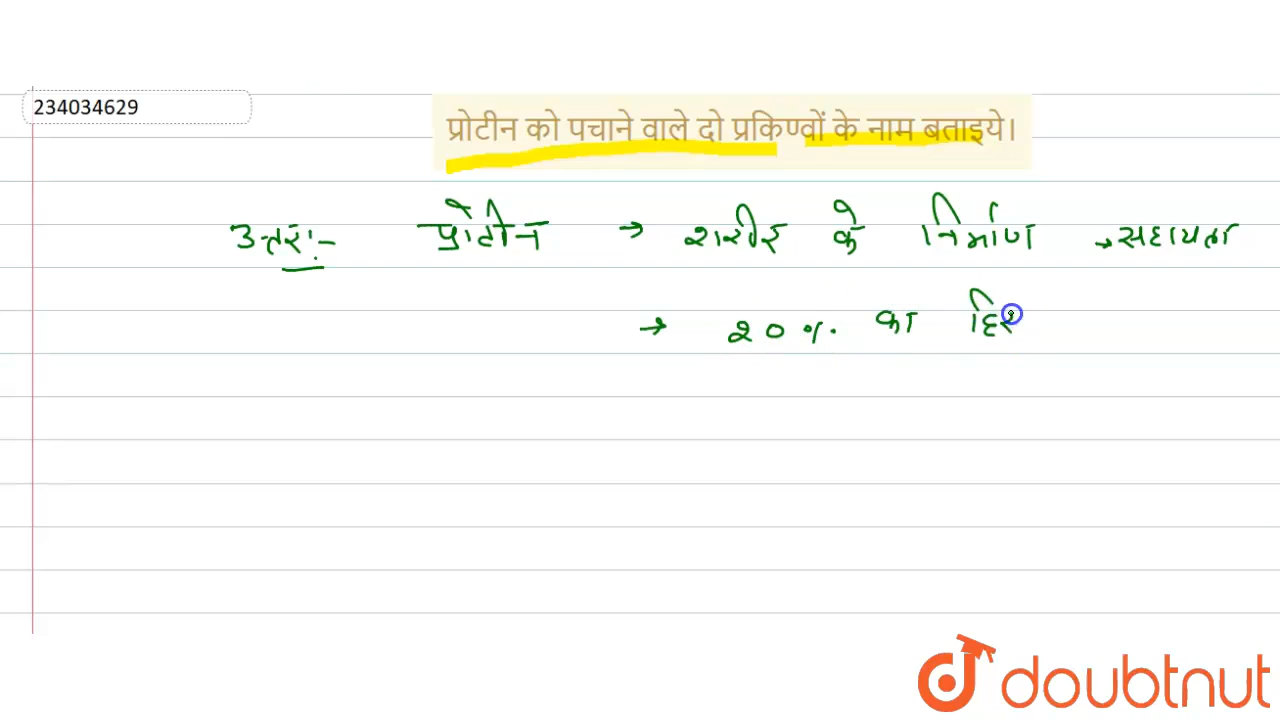 234034629
प्रोटीन को पचाने वाले दो प्रकिण्वों के नाम बताइये।
उत्तर:- प्रोटीन → शरीर के निर्माण → सहायता
→ 20 %. का हिस
doubtnut